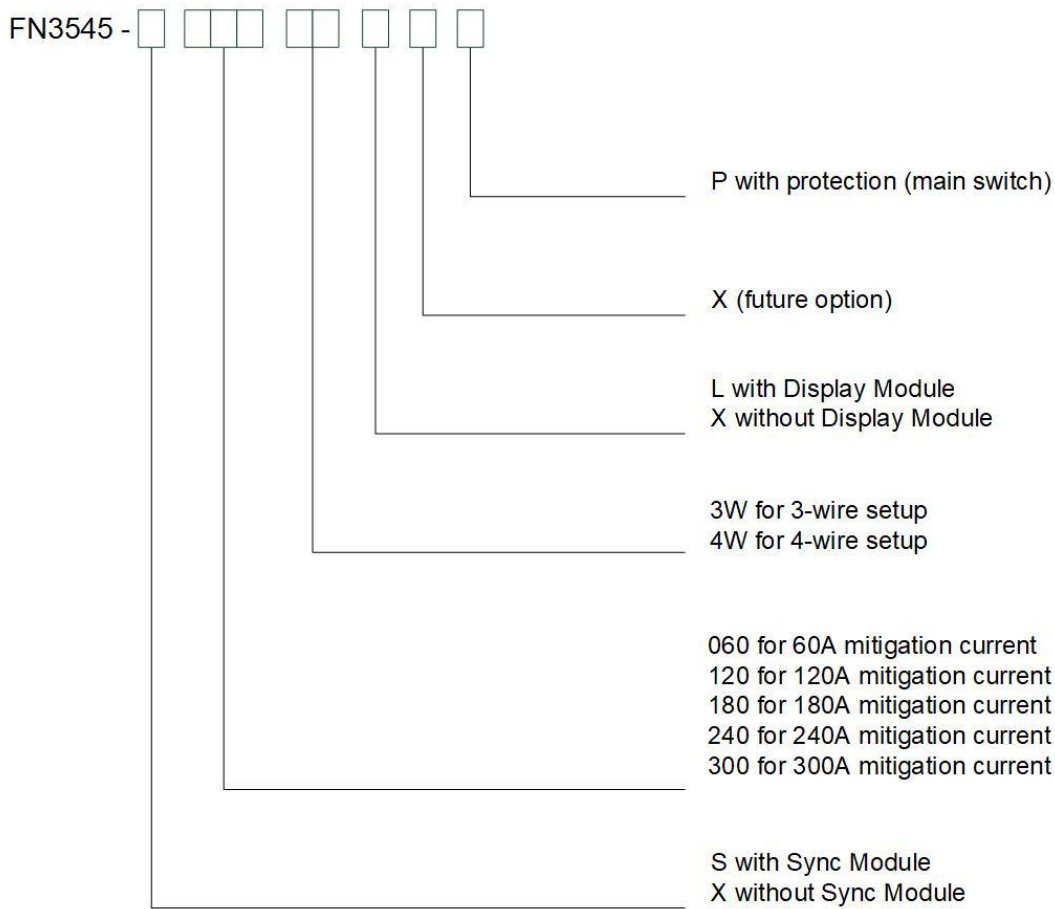 FN3545 -
P with protection (main switch)
X (future option)
L with Display Module
X without Display Module
3W for 3-wire setup
4W for 4-wire setup
060 for 60A mitigation current
120 for 120A mitigation current
180 for 180A mitigation current
240 for 240A mitigation current
300 for 300A mitigation current
S with Sync Module
X without Sync Module